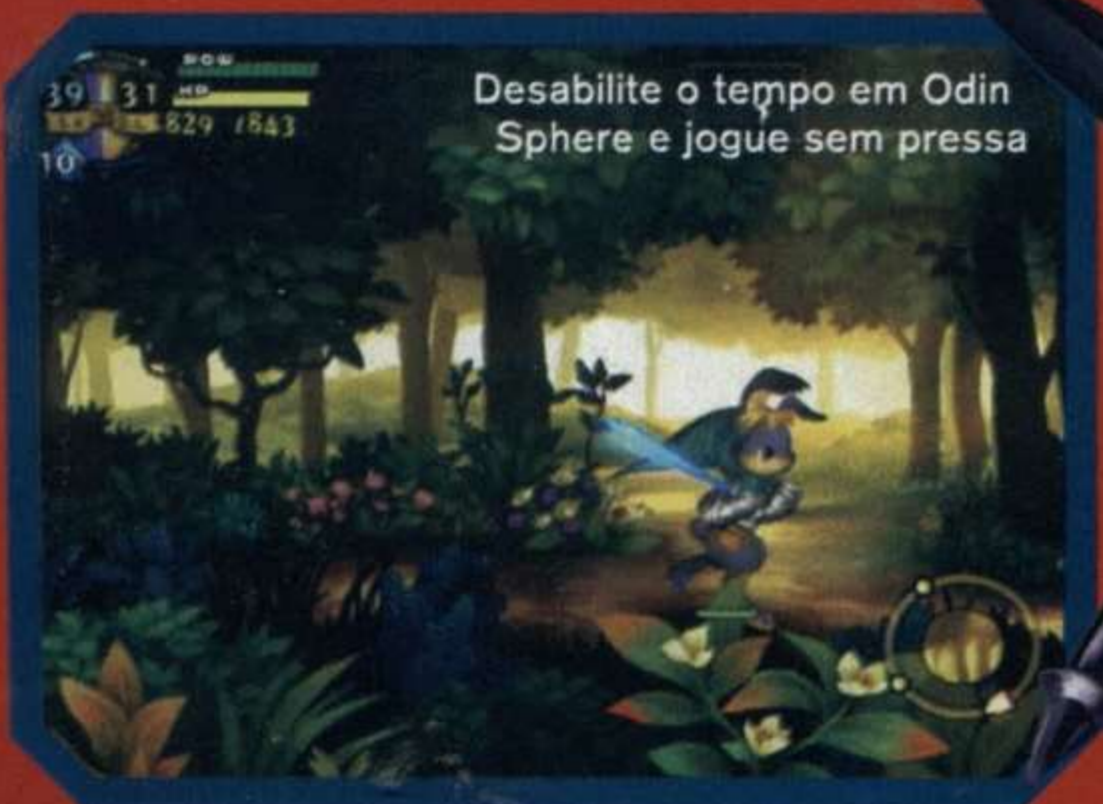 POW
39 31 HP
829 1843
10
Desabilite o tempo em Odin
Sphere e jogue sem pressa